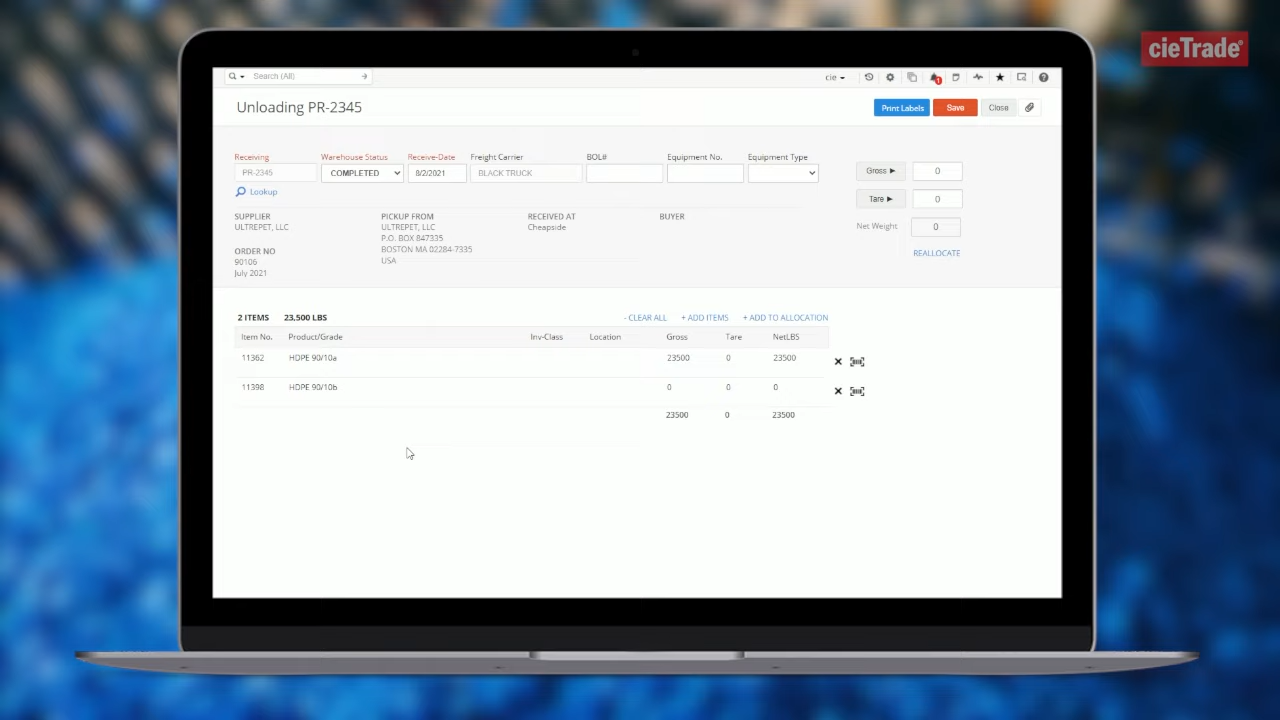 cieTrade®
Search (All)
cie
1
Unloading PR-2345
Print Labels
Save
Close
Receiving
Warehouse Status
Receive-Date
Freight Carrier
BOL#
Equipment No.
Equipment Type
PR-2345
COMPLETED
8/2/2021
BLACK TRUCK
Lookup
Gross ▶ 0
Tare ▶ 0
Net Weight 0
REALLOCATE
SUPPLIER
ULTREPET, LLC
ORDER NO
90106
July 2021
PICKUP FROM
ULTREPET, LLC
P.O. BOX 847335
BOSTON MA 02284-7335
USA
RECEIVED AT
Cheapside
BUYER
2 ITEMS 23,500 LBS
- CLEAR ALL + ADD ITEMS + ADD TO ALLOCATION
Item No. Product/Grade Inv-Class Location Gross Tare NetLBS
11362 HDPE 90/10a 23500 0 23500
11398 HDPE 90/10b 0 0 0
23500 0 23500